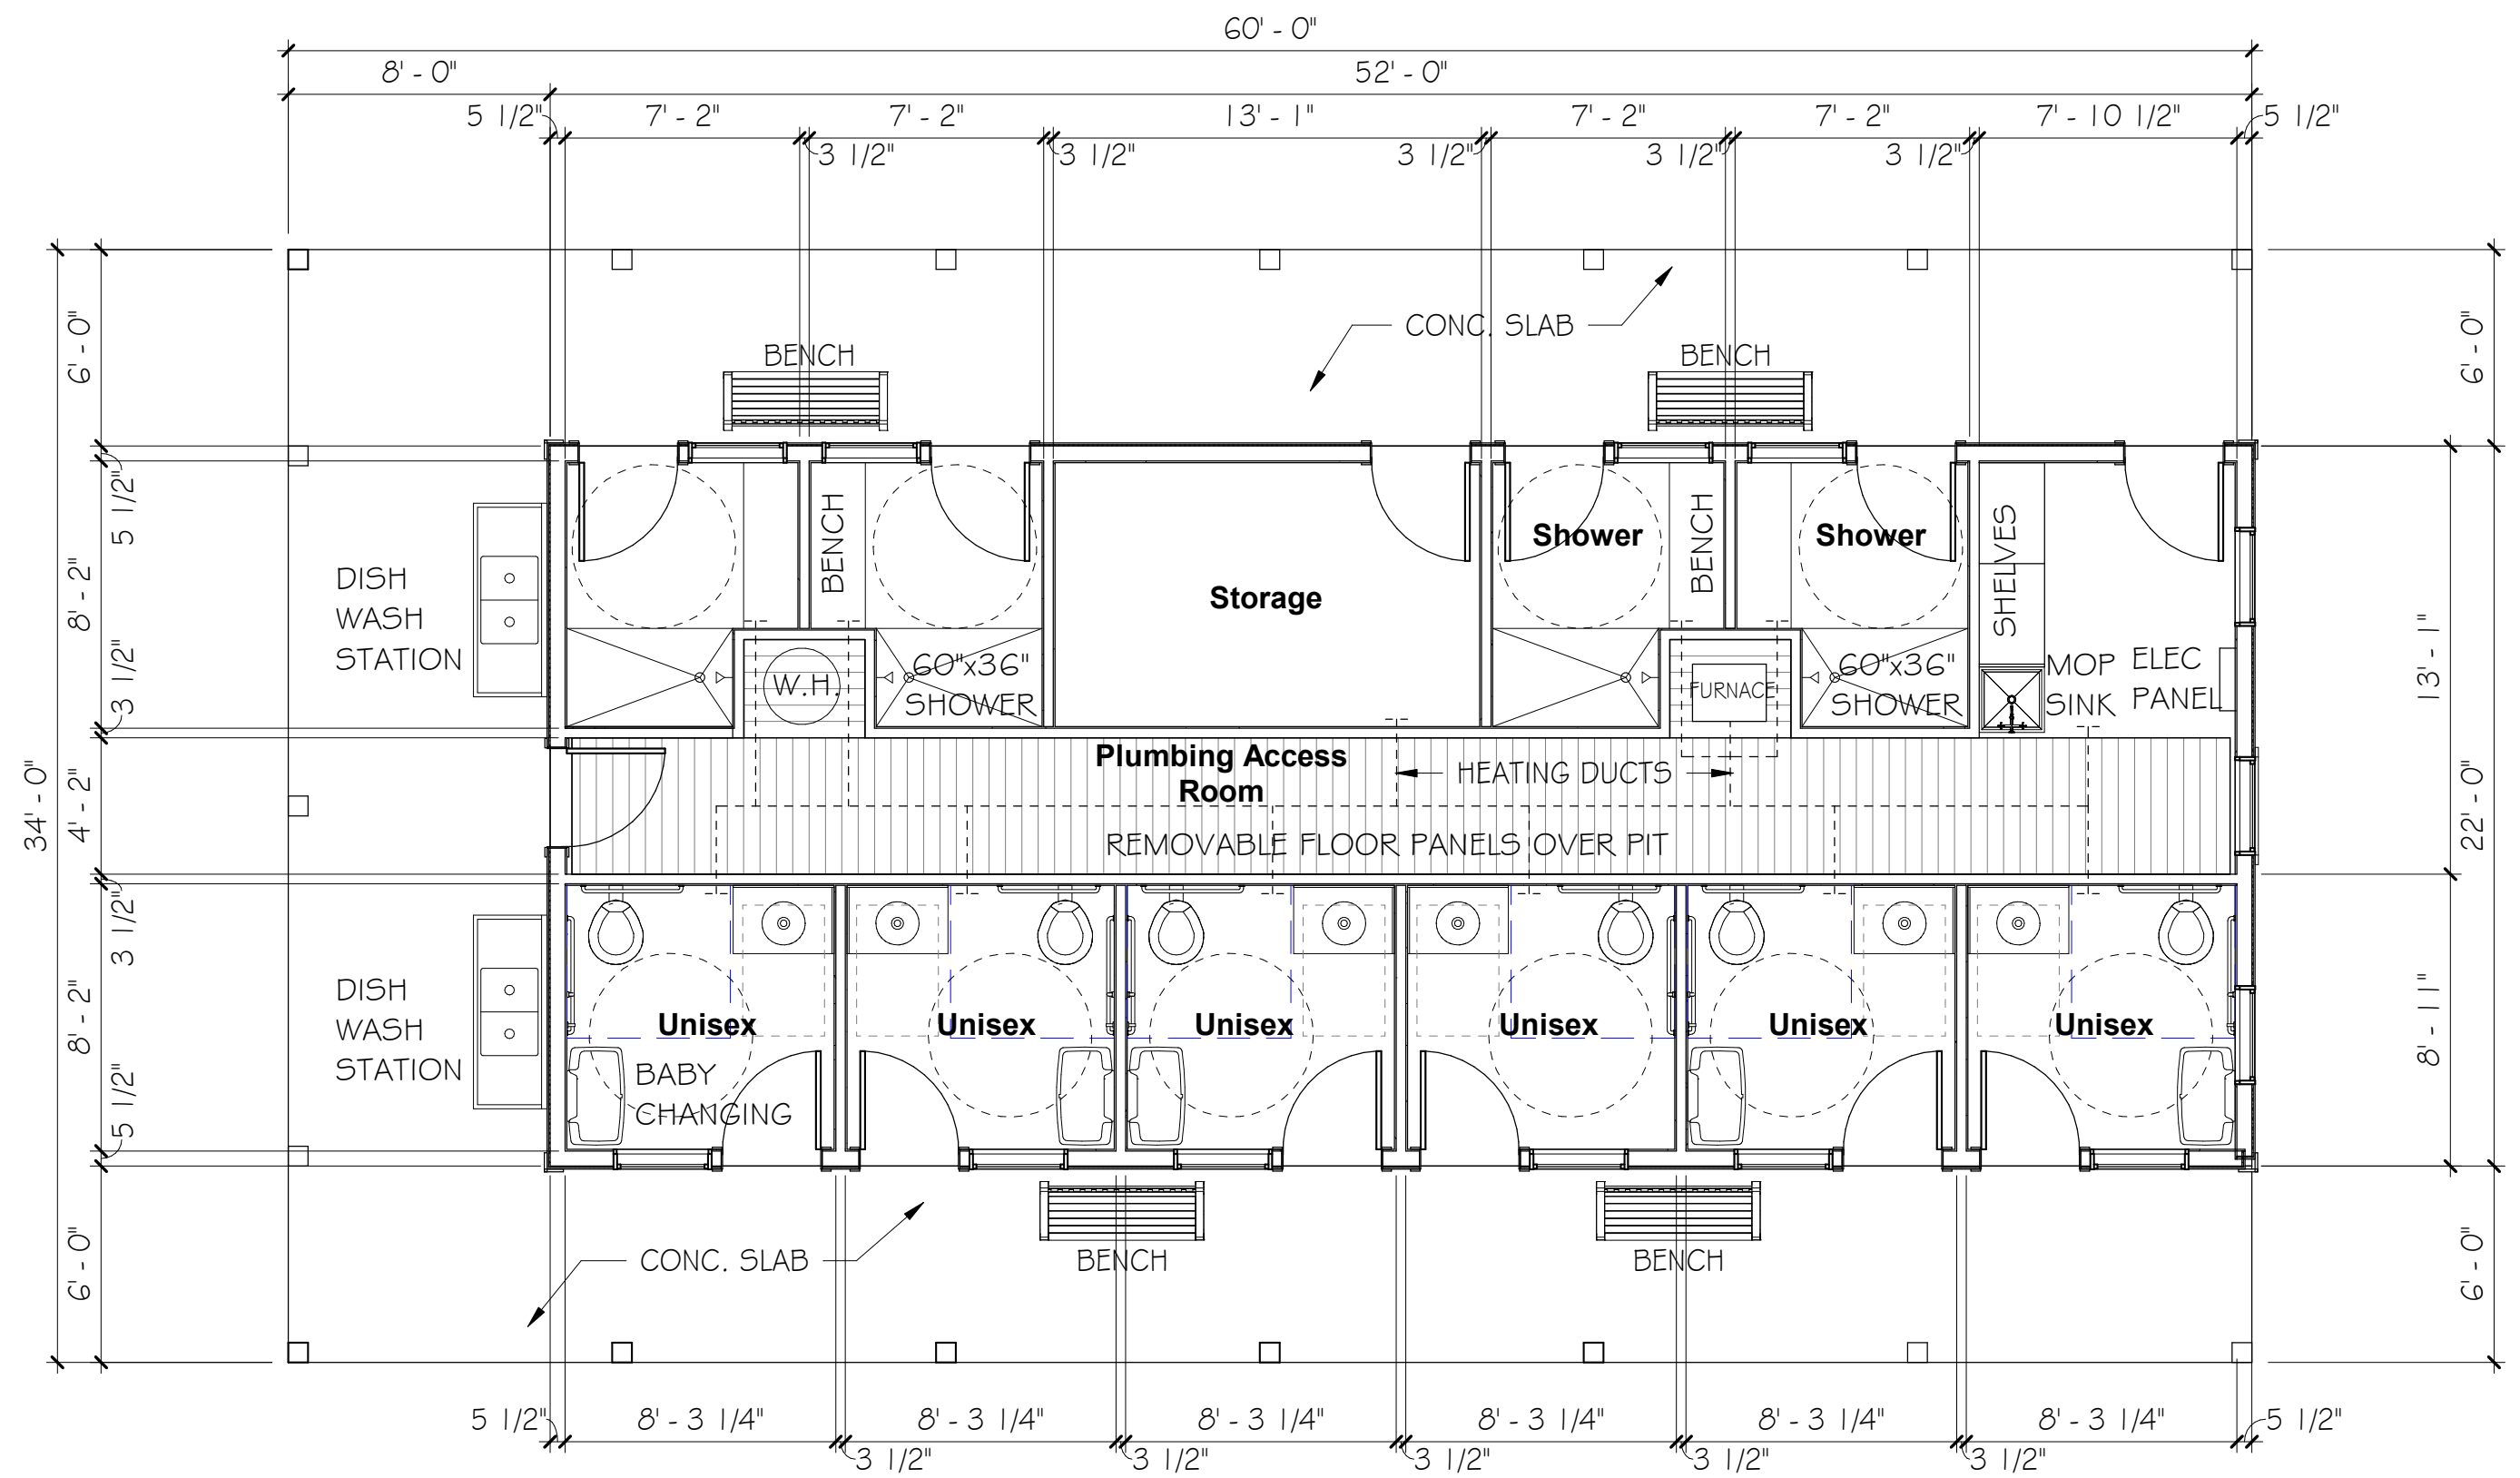 60' - 0"
8' - 0"
52' - 0"
5 1/2"
7' - 2"
7' - 2"
13' - 1"
7' - 2"
7' - 2"
7' - 10 1/2"
5 1/2"
3 1/2"
3 1/2"
3 1/2"
3 1/2"
3 1/2"
CONC. SLAB
BENCH
BENCH
34' - 0"
6' - 0"
8' - 2"
4' - 2"
8' - 2"
6' - 0"
5 1/2"
3 1/2"
3 1/2"
5 1/2"
6' - 0"
22' - 0"
6' - 0"
13' - 1"
8' - 11"
DISH
WASH
STATION
BENCH
Storage
Shower
BENCH
Shower
SHELVES
W.H.
60"x36"
SHOWER
FURNACE
60"x36"
SHOWER
MOP
SINK
ELEC
PANEL
Plumbing Access
Room
HEATING DUCTS
REMOVABLE FLOOR PANELS OVER PIT
DISH
WASH
STATION
Unisex
Unisex
Unisex
Unisex
Unisex
Unisex
BABY
CHANGING
CONC. SLAB
BENCH
BENCH
5 1/2"
8' - 3 1/4"
8' - 3 1/4"
8' - 3 1/4"
8' - 3 1/4"
8' - 3 1/4"
8' - 3 1/4"
5 1/2"
3 1/2"
3 1/2"
3 1/2"
3 1/2"
3 1/2"